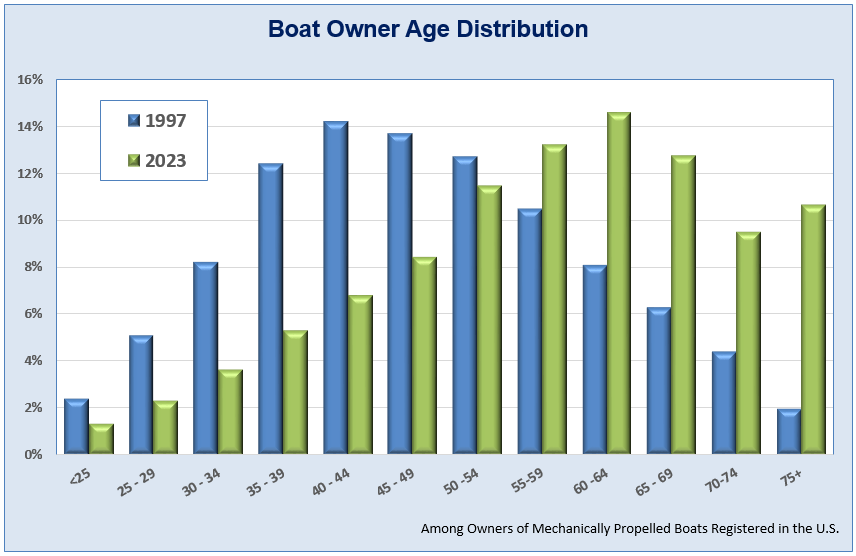 Boat Owner Age Distribution
16%
14%
12%
10%
8%
6%
4%
2%
0%
1997
2023
<25
25 - 29
30 - 34
35 - 39
40 - 44
45 - 49
50 -54
55-59
60 -64
65 - 69
70-74
75+
Among Owners of Mechanically Propelled Boats Registered in the U.S.